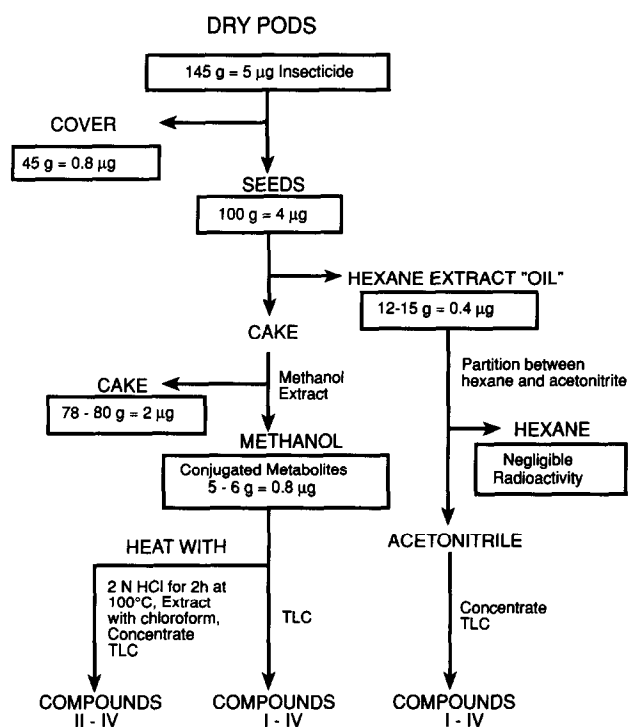 DRY PODS
145 g = 5 µg Insecticide
COVER
45 g = 0.8 µg
SEEDS
100 g = 4 µg
HEXANE EXTRACT "OIL"
12-15 g = 0.4 µg
CAKE
Partition between
hexane and acetonitrite
Methanol
Extract
CAKE
78 - 80 g = 2 µg
HEXANE
Negligible
Radioactivity
METHANOL
Conjugated Metabolites
5 - 6 g = 0.8 µg
ACETONITRILE
HEAT WITH
2 N HCl for 2h at
100°C, Extract
with chloroform,
Concentrate
TLC
TLC
Concentrate
TLC
COMPOUNDS
II - IV
COMPOUNDS
I - IV
COMPOUNDS
I - IV